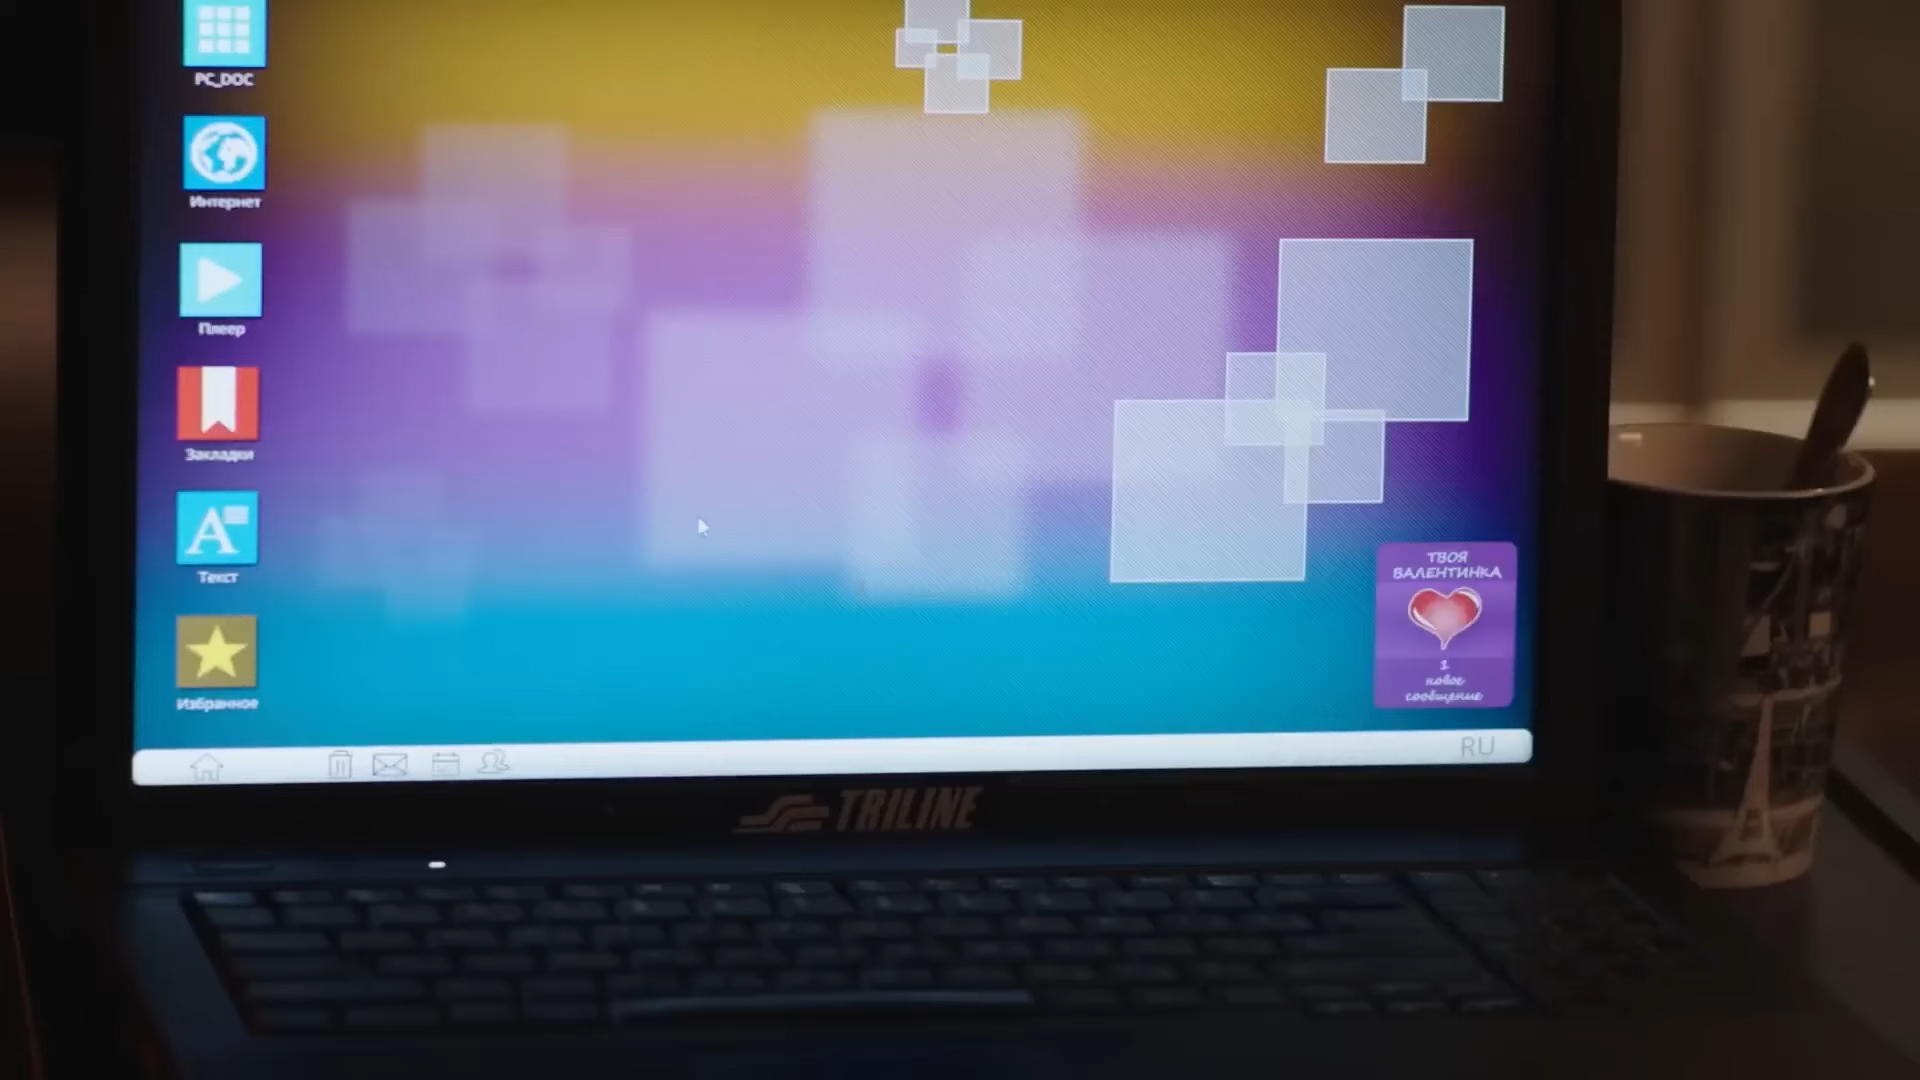 PC_DOC
Интернет
Плеер
Закладки
Текст
Избранное
ТВОЯ
ВАЛЕНТИНКА
1
новое
сообщение
RU
TRILINE